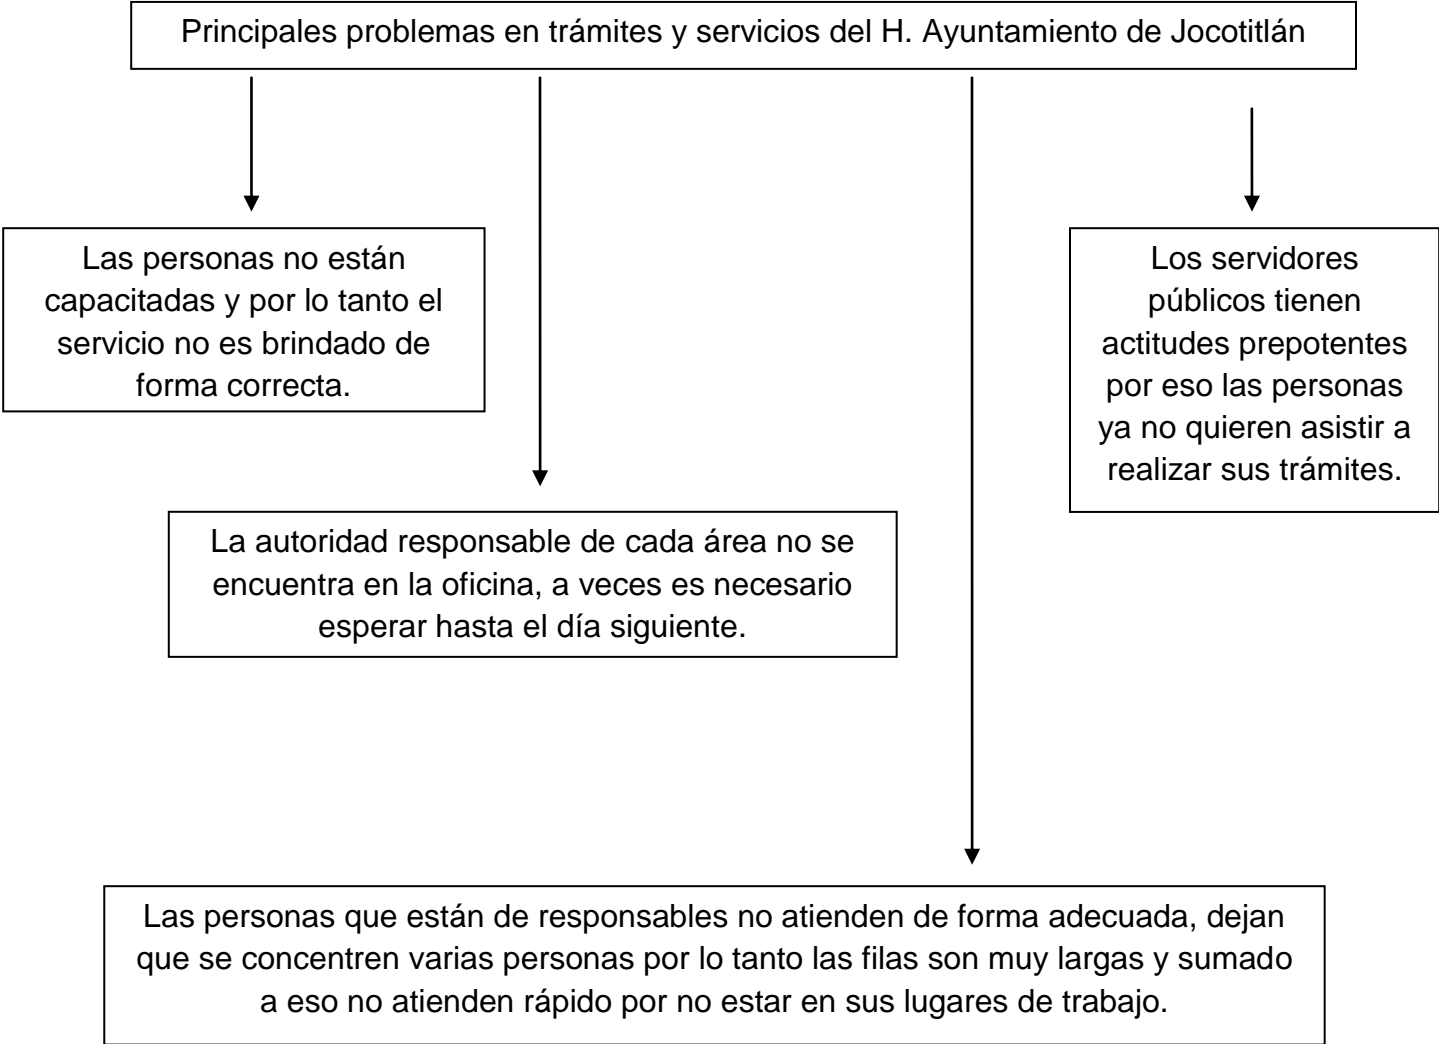 Principales problemas en trámites y servicios del H. Ayuntamiento de Jocotitlán
Las personas no están
capacitadas y por lo tanto el
servicio no es brindado de
forma correcta.
Los servidores
públicos tienen
actitudes prepotentes
por eso las personas
ya no quieren asistir a
realizar sus trámites.
La autoridad responsable de cada área no se
encuentra en la oficina, a veces es necesario
esperar hasta el día siguiente.
Las personas que están de responsables no atienden de forma adecuada, dejan
que se concentren varias personas por lo tanto las filas son muy largas y sumado
a eso no atienden rápido por no estar en sus lugares de trabajo.